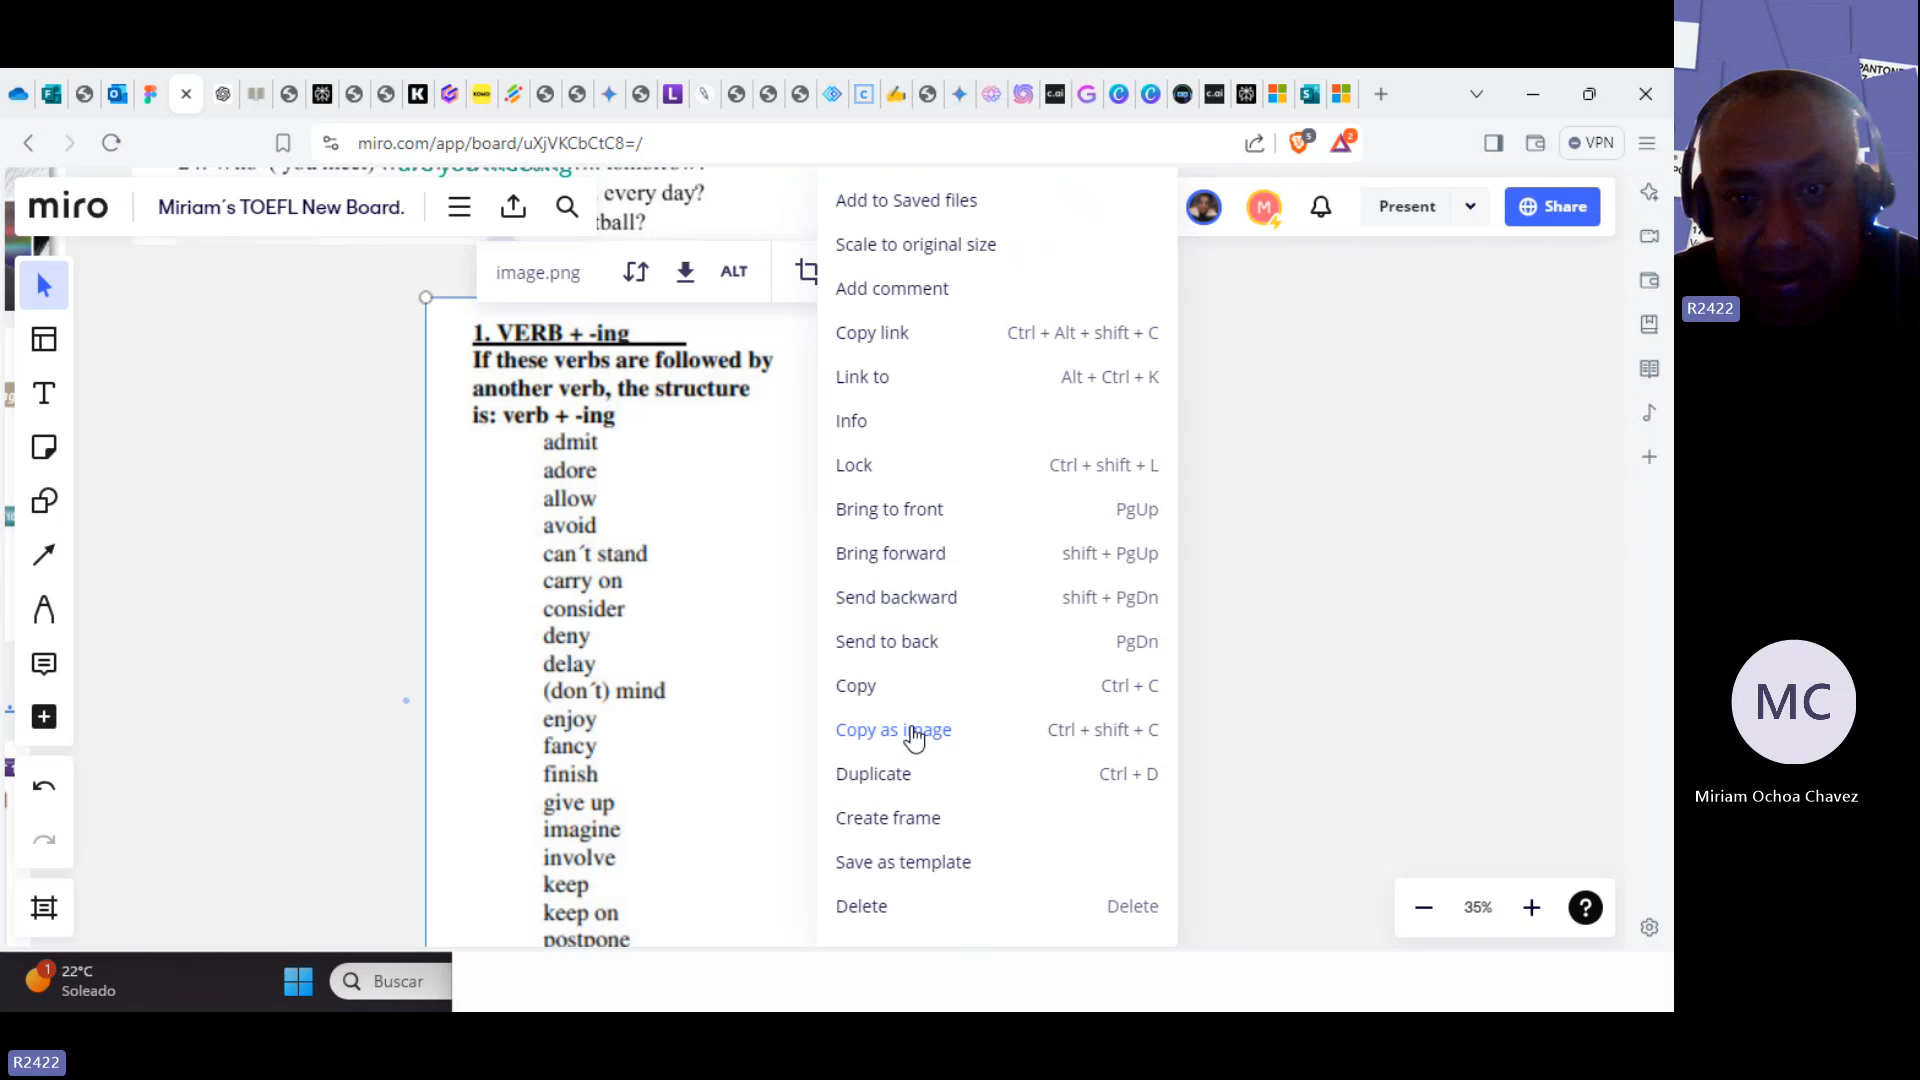 miro.com/app/board/uXjVKCbCtC8=/
VPN
5
2
every day?
tball?
miro
Miriam´s TOEFL New Board.
M
Present
Share
image.png
ALT
1. VERB + -ing
If these verbs are followed by
another verb, the structure
is: verb + -ing
admit
adore
allow
avoid
can´t stand
carry on
consider
deny
delay
(don´t) mind
enjoy
fancy
finish
give up
imagine
involve
keep
keep on
postpone
Add to Saved files
Scale to original size
Add comment
Copy link Ctrl + Alt + shift + C
Link to Alt + Ctrl + K
Info
Lock Ctrl + shift + L
Bring to front PgUp
Bring forward shift + PgUp
Send backward shift + PgDn
Send to back PgDn
Copy Ctrl + C
Copy as image Ctrl + shift + C
Duplicate Ctrl + D
Create frame
Save as template
Delete Delete
35%
?
1
22°C
Soleado
Buscar
PANTONE
R2422
MC
Miriam Ochoa Chavez
R2422